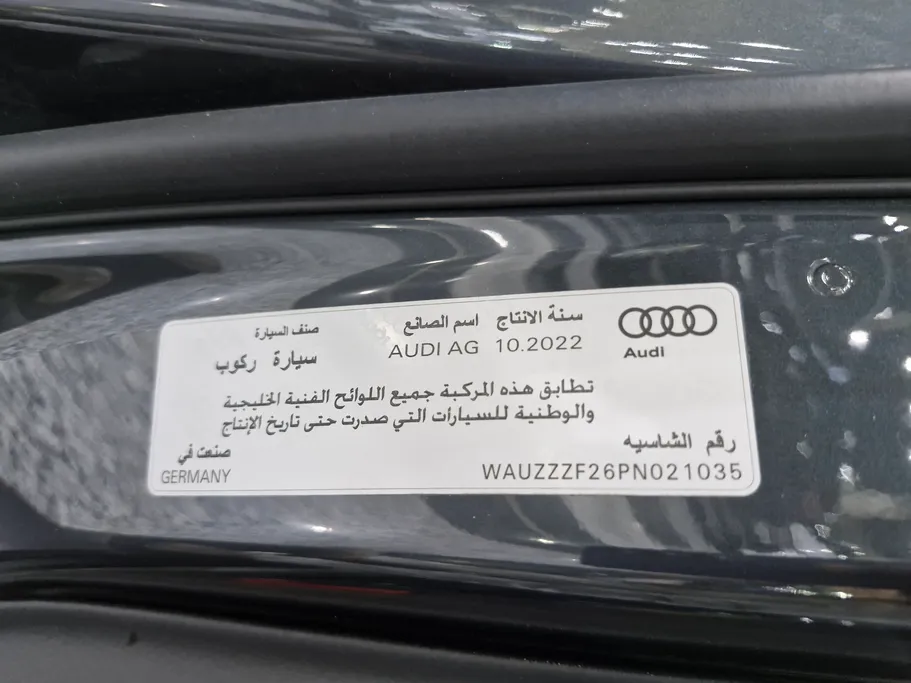 سنة الانتاج اسم الصانع صنف السيارة
AUDI AG 10.2022 سيارة ركوب
Audi
تطابق هذه المركبة جميع اللوائح الفنية الخليجية
والوطنية للسيارات التي صدرت حتى تاريخ الإنتاج
رقم الشاسيه
WAUZZZF26PN021035
صنعت في
GERMANY